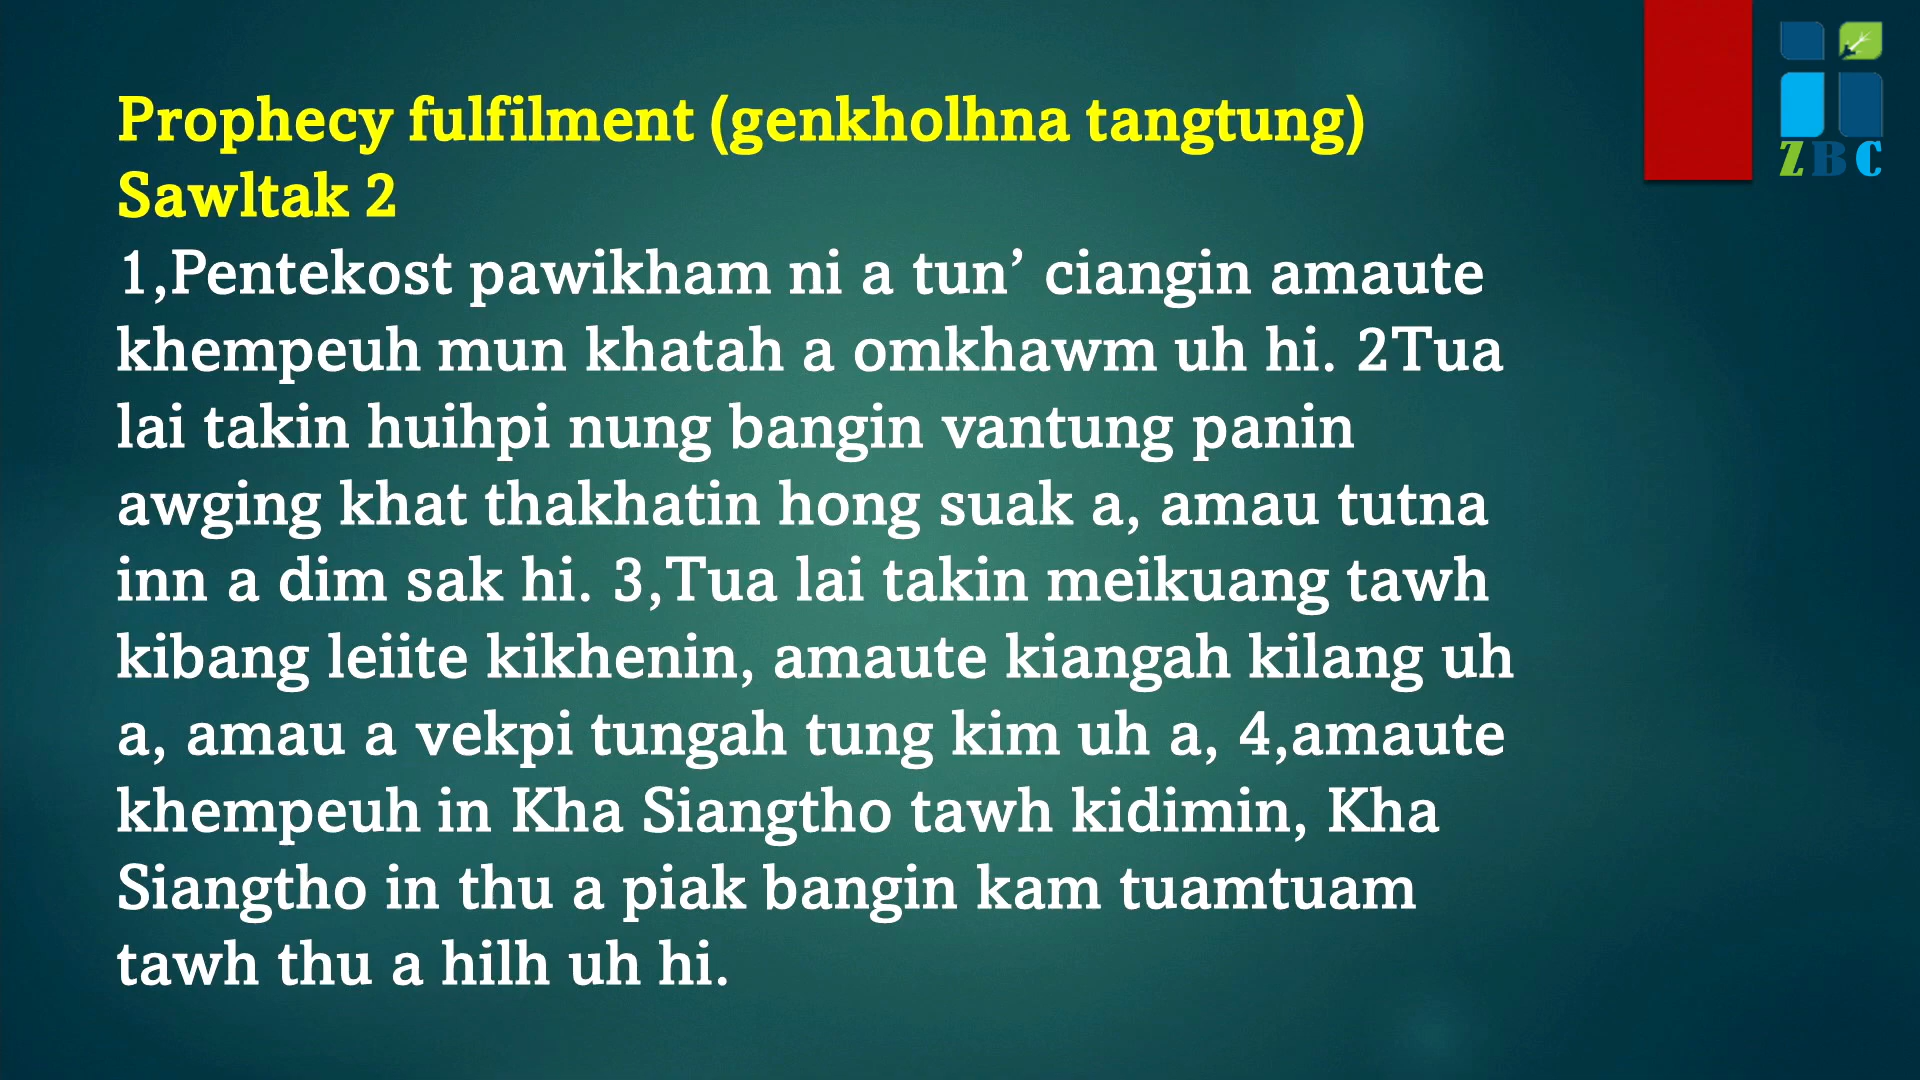 Prophecy fulfilment (genkholhna tangtung)
Sawltak 2
1,Pentekost pawikham ni a tun’ ciangin amaute
khempeuh mun khatah a omkhawm uh hi. 2Tua
lai takin huihpi nung bangin vantung panin
awging khat thakhatin hong suak a, amau tutna
inn a dim sak hi. 3,Tua lai takin meikuang tawh
kibang leiite kikhenin, amaute kiangah kilang uh
a, amau a vekpi tungah tung kim uh a, 4,amaute
khempeuh in Kha Siangtho tawh kidimin, Kha
Siangtho in thu a piak bangin kam tuamtuam
tawh thu a hilh uh hi.
ZBC